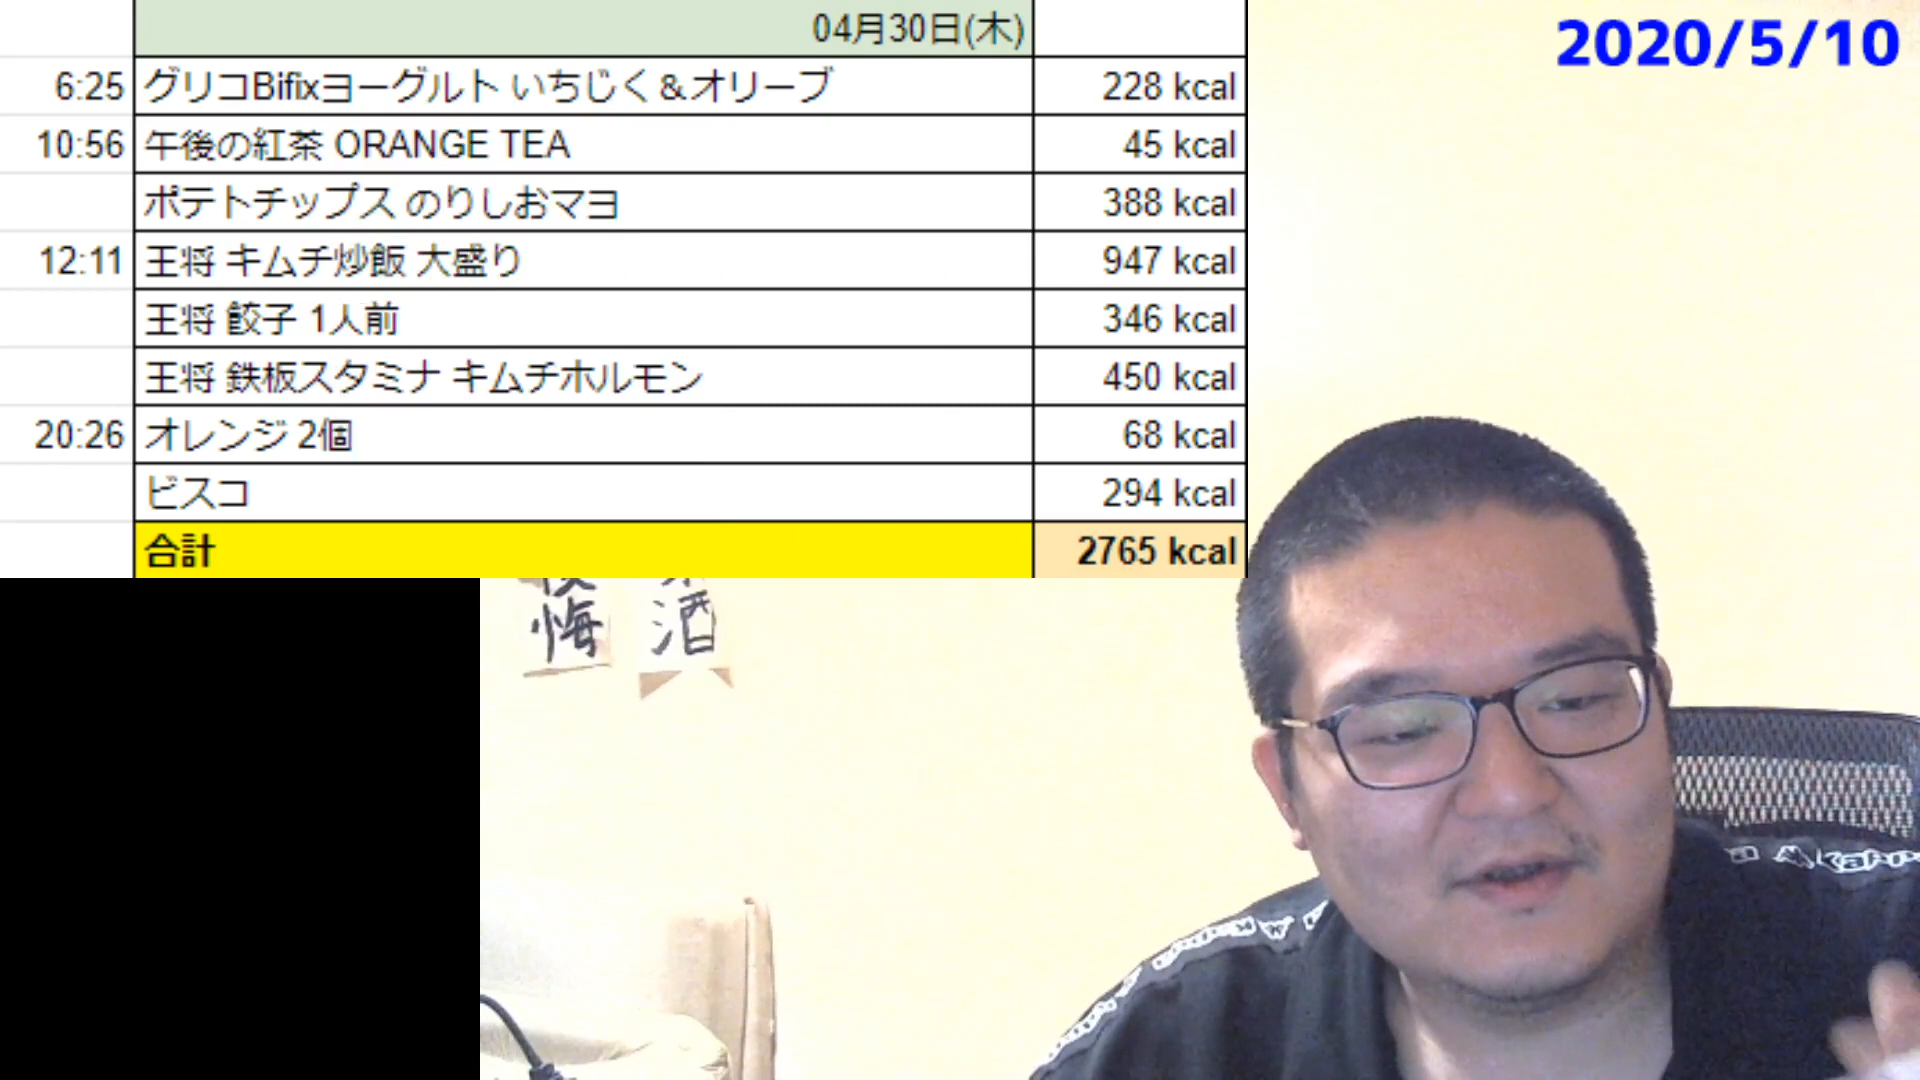 04月30日(木)
2020/5/10
6:25 グリコBifixヨーグルト いちじく＆オリーブ 228 kcal
10:56 午後の紅茶 ORANGE TEA 45 kcal
ポテトチップス のりしおマヨ 388 kcal
12:11 王将 キムチ炒飯 大盛り 947 kcal
王将 餃子 1人前 346 kcal
王将 鉄板スタミナ キムチホルモン 450 kcal
20:26 オレンジ 2個 68 kcal
ビスコ 294 kcal
合計 2765 kcal
悔
酒